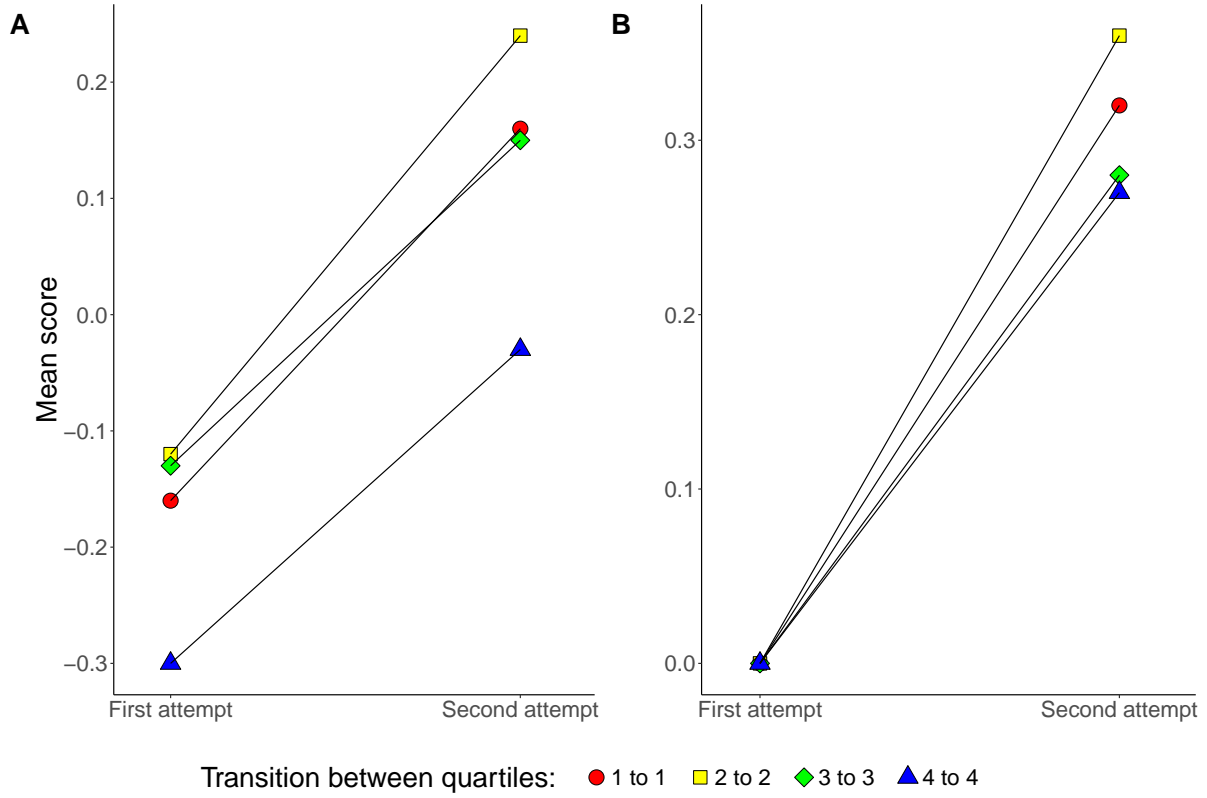 A
B
Mean score
0.2
0.1
0.0
−0.1
−0.2
−0.3
First attempt
Second attempt
0.3
0.2
0.1
0.0
First attempt
Second attempt
Transition between quartiles: 1 to 1 2 to 2 3 to 3 4 to 4